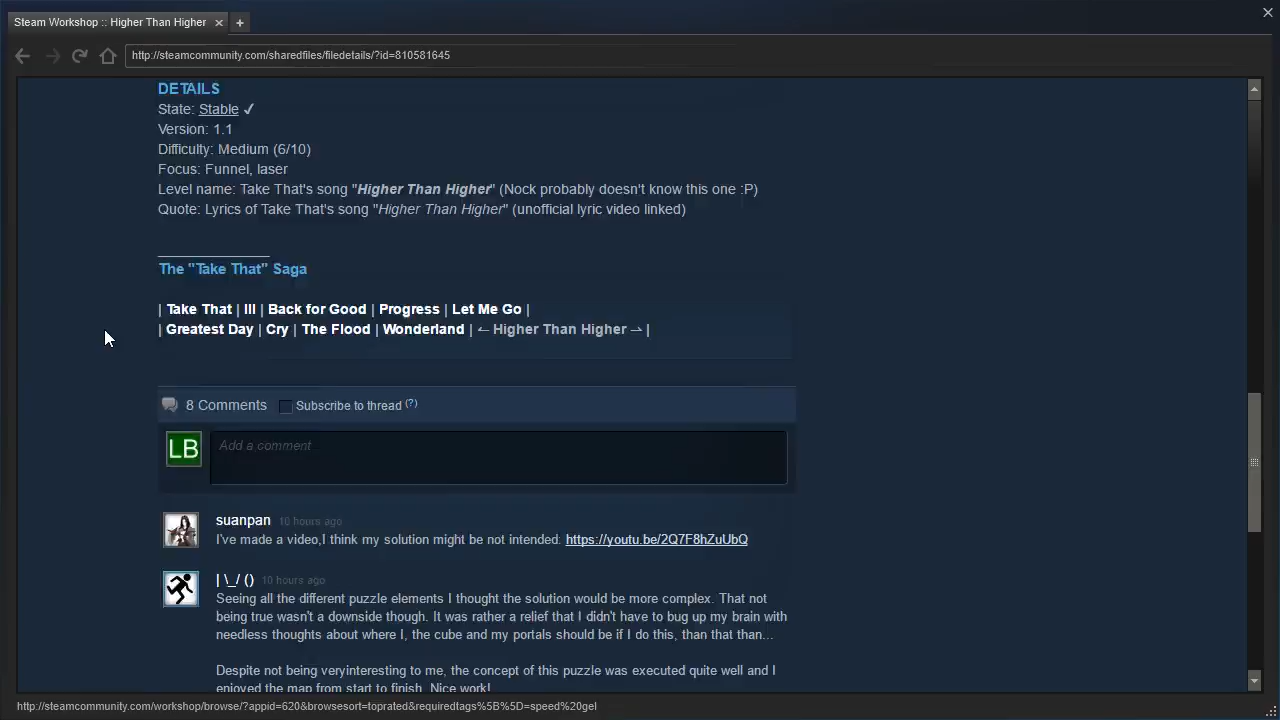 Steam Workshop :: Higher Than Higher
http://steamcommunity.com/sharedfiles/filedetails/?id=810581645
DETAILS
State: Stable ✓
Version: 1.1
Difficulty: Medium (6/10)
Focus: Funnel, laser
Level name: Take That's song "Higher Than Higher" (Nock probably doesn't know this one :P)
Quote: Lyrics of Take That's song "Higher Than Higher" (unofficial lyric video linked)
The "Take That" Saga
| Take That | III | Back for Good | Progress | Let Me Go |
| Greatest Day | Cry | The Flood | Wonderland | ↼ Higher Than Higher ⇀ |
8 Comments Subscribe to thread (?)
LB Add a comment
suanpan 10 hours ago
I've made a video,I think my solution might be not intended: https://youtu.be/2Q7F8hZuUbQ
| \_/ () 10 hours ago
Seeing all the different puzzle elements I thought the solution would be more complex. That not
being true wasn't a downside though. It was rather a relief that I didn't have to bug up my brain with
needless thoughts about where I, the cube and my portals should be if I do this, than that than...
Despite not being veryinteresting to me, the concept of this puzzle was executed quite well and I
enjoyed the map from start to finish. Nice work!
http://steamcommunity.com/workshop/browse/?appid=620&browsesort=toprated&requiredtags%5B%5D=speed%20gel